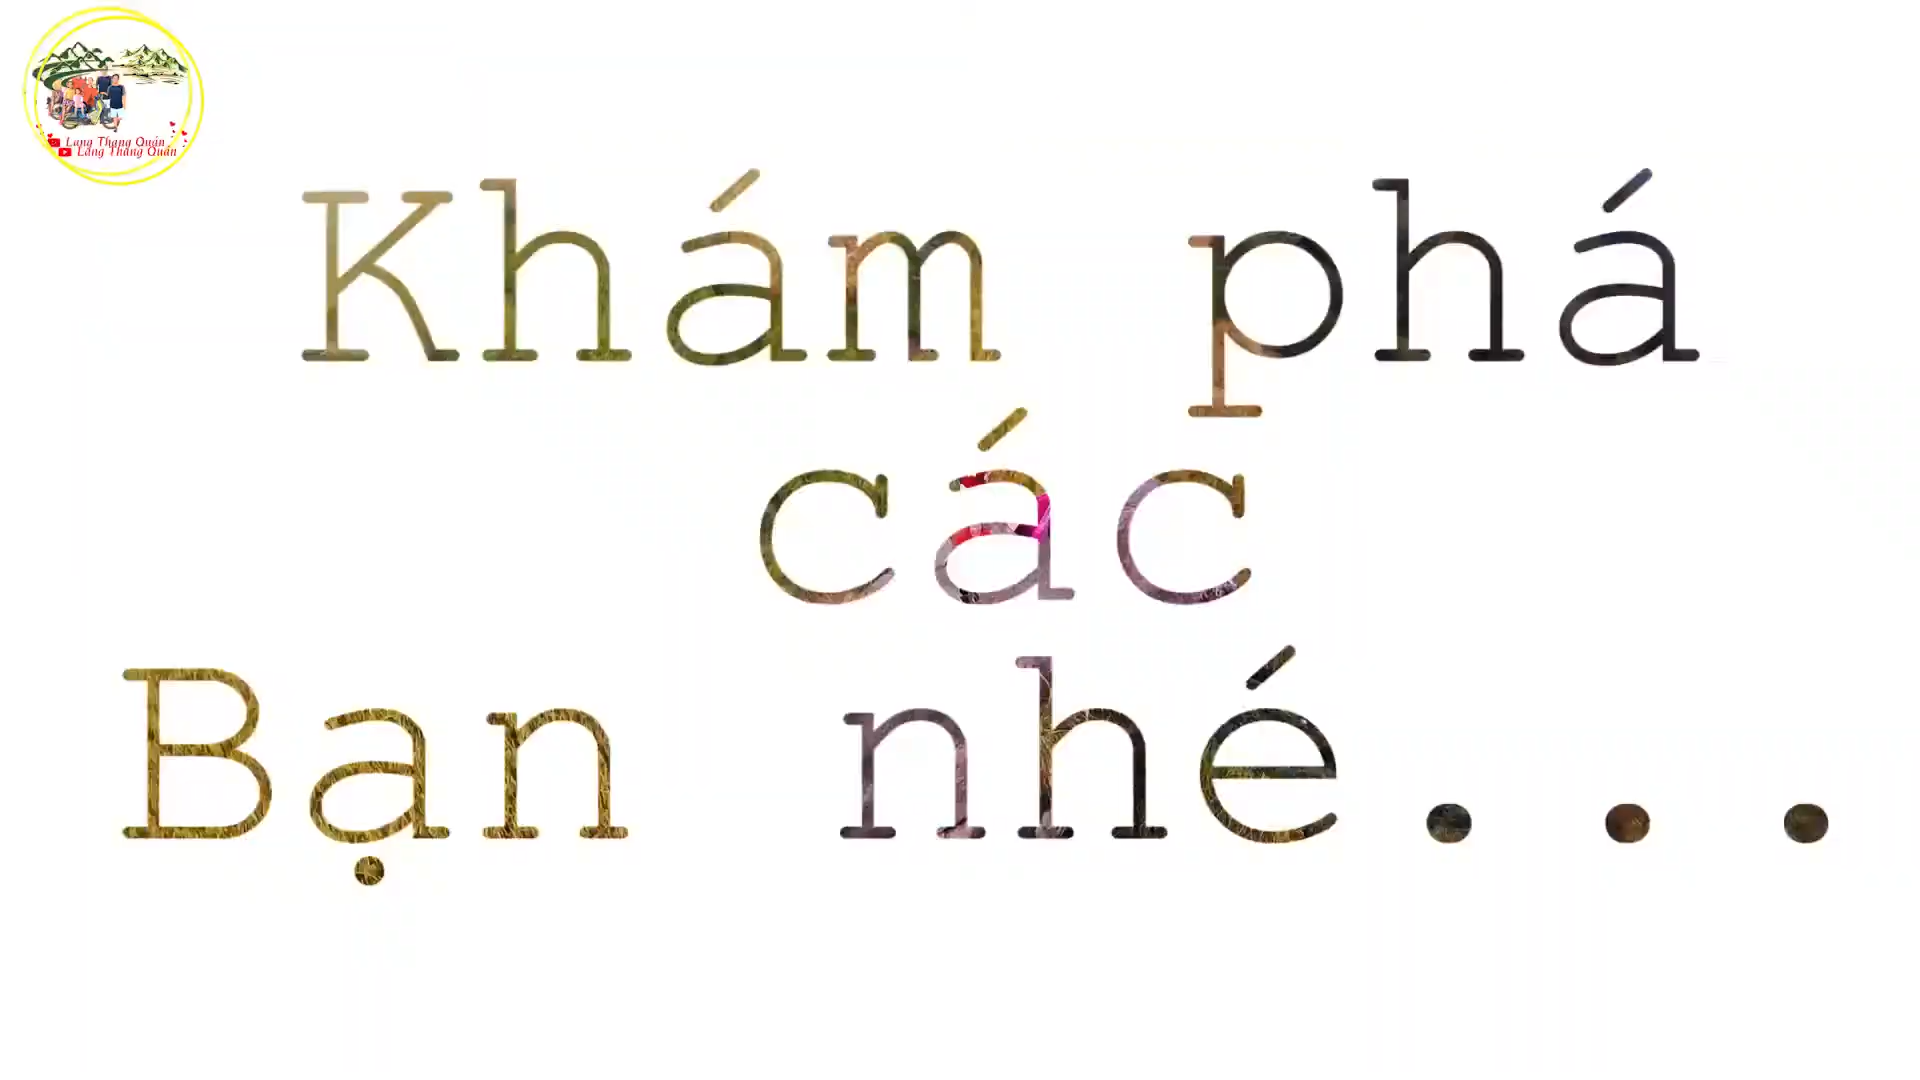 Lang Thang Quán
Lang Thang Quán
Khám phá
các
Bạn nhé...